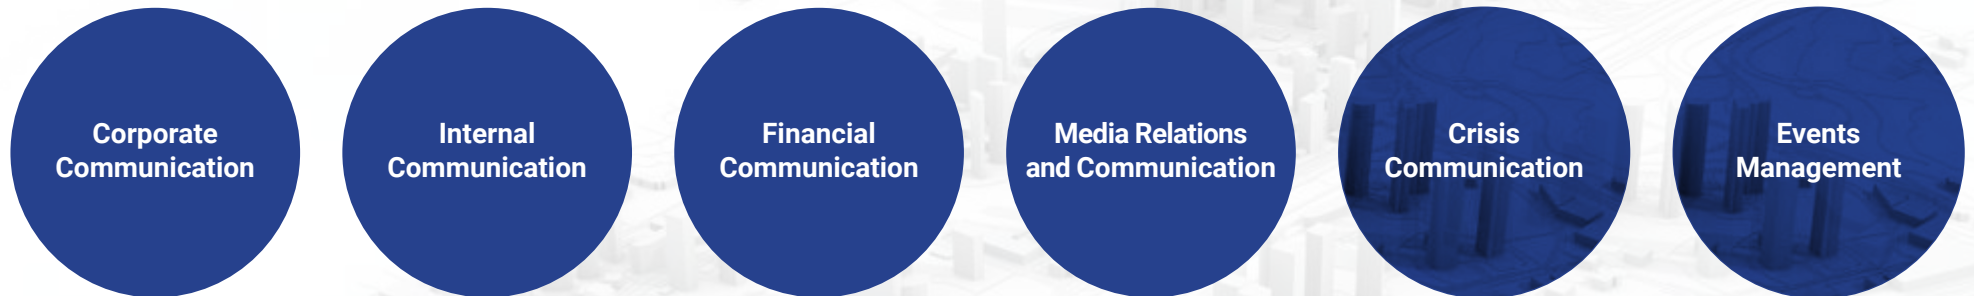 Corporate
Communication
Internal
Communication
Financial
Communication
Media Relations
and Communication
Crisis
Communication
Events
Management